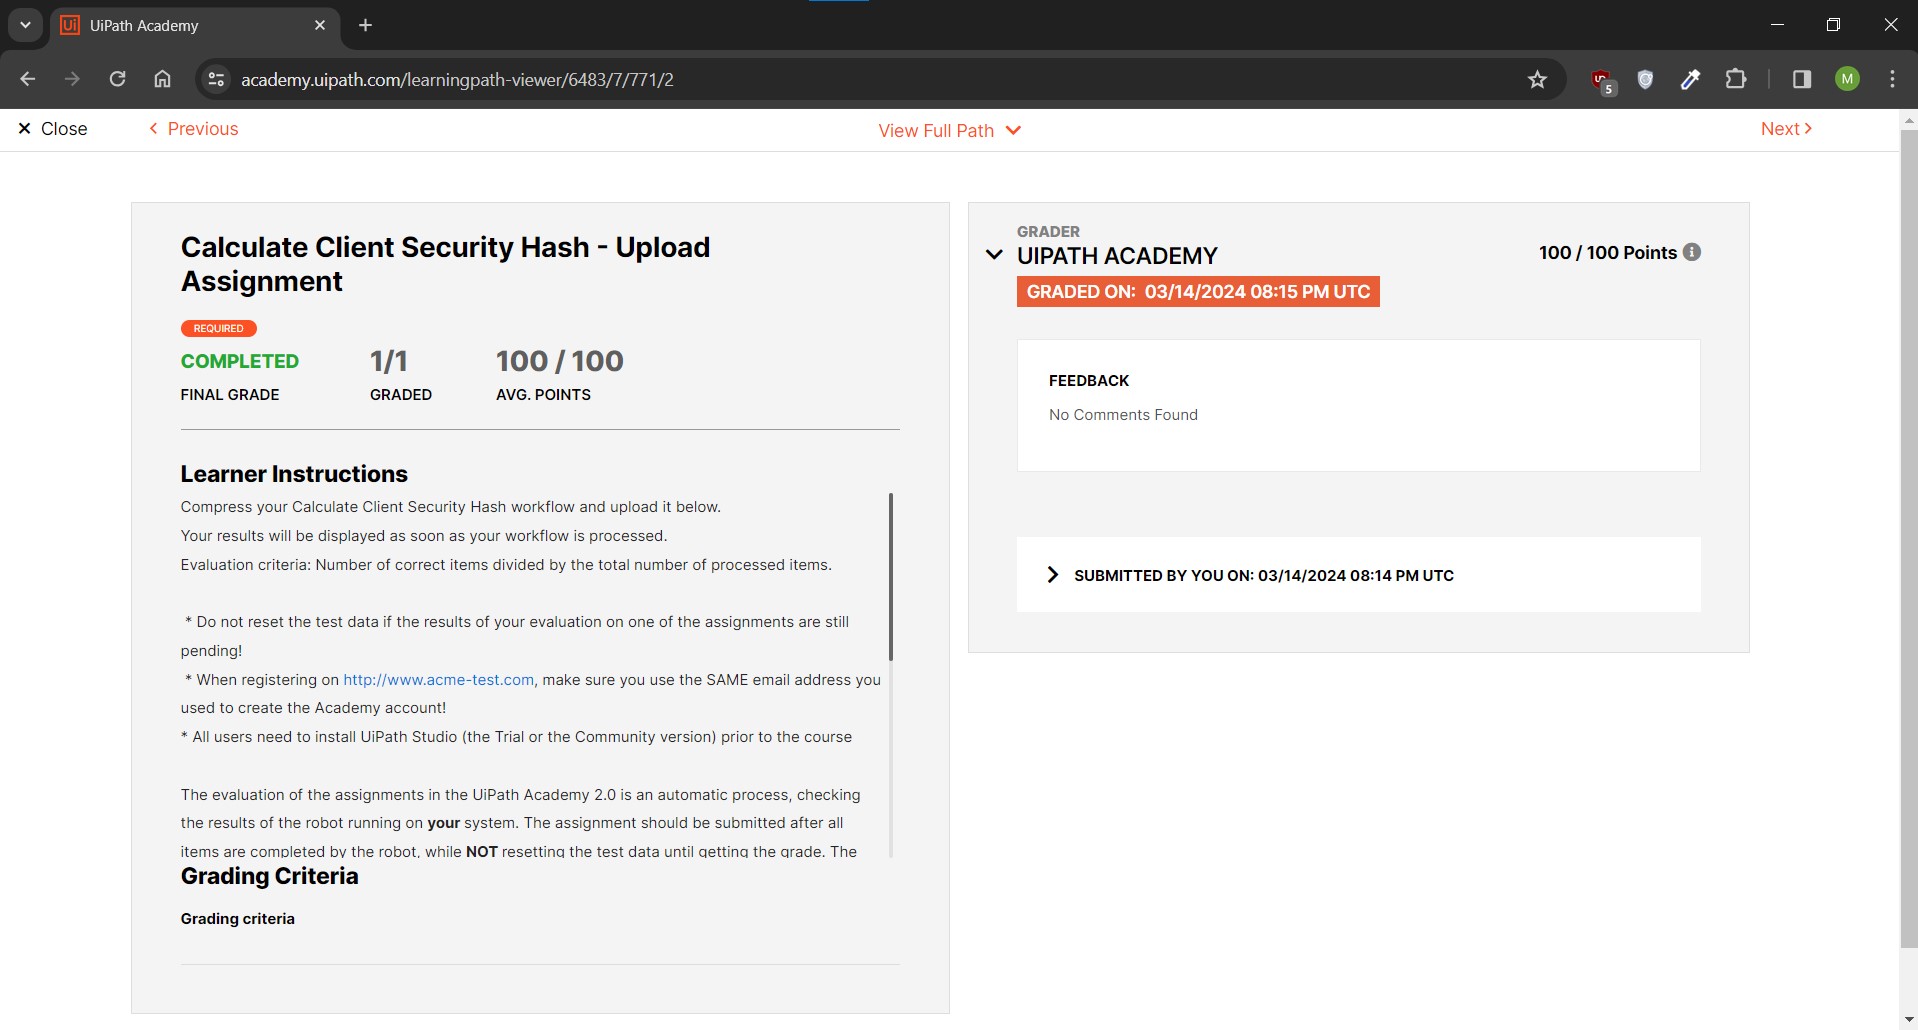 UiPath Academy
academy.uipath.com/learningpath-viewer/6483/7/771/2
5
M
Close
Previous
View Full Path
Next
Calculate Client Security Hash - Upload
Assignment
REQUIRED
COMPLETED
1/1
100 / 100
FINAL GRADE
GRADED
AVG. POINTS
Learner Instructions
Compress your Calculate Client Security Hash workflow and upload it below.
Your results will be displayed as soon as your workflow is processed.
Evaluation criteria: Number of correct items divided by the total number of processed items.
* Do not reset the test data if the results of your evaluation on one of the assignments are still
pending!
* When registering on http://www.acme-test.com, make sure you use the SAME email address you
used to create the Academy account!
* All users need to install UiPath Studio (the Trial or the Community version) prior to the course
The evaluation of the assignments in the UiPath Academy 2.0 is an automatic process, checking
the results of the robot running on your system. The assignment should be submitted after all
items are completed by the robot, while NOT resetting the test data until getting the grade. The
Grading Criteria
Grading criteria
GRADER
UIPATH ACADEMY
100 / 100 Points
GRADED ON: 03/14/2024 08:15 PM UTC
FEEDBACK
No Comments Found
SUBMITTED BY YOU ON: 03/14/2024 08:14 PM UTC